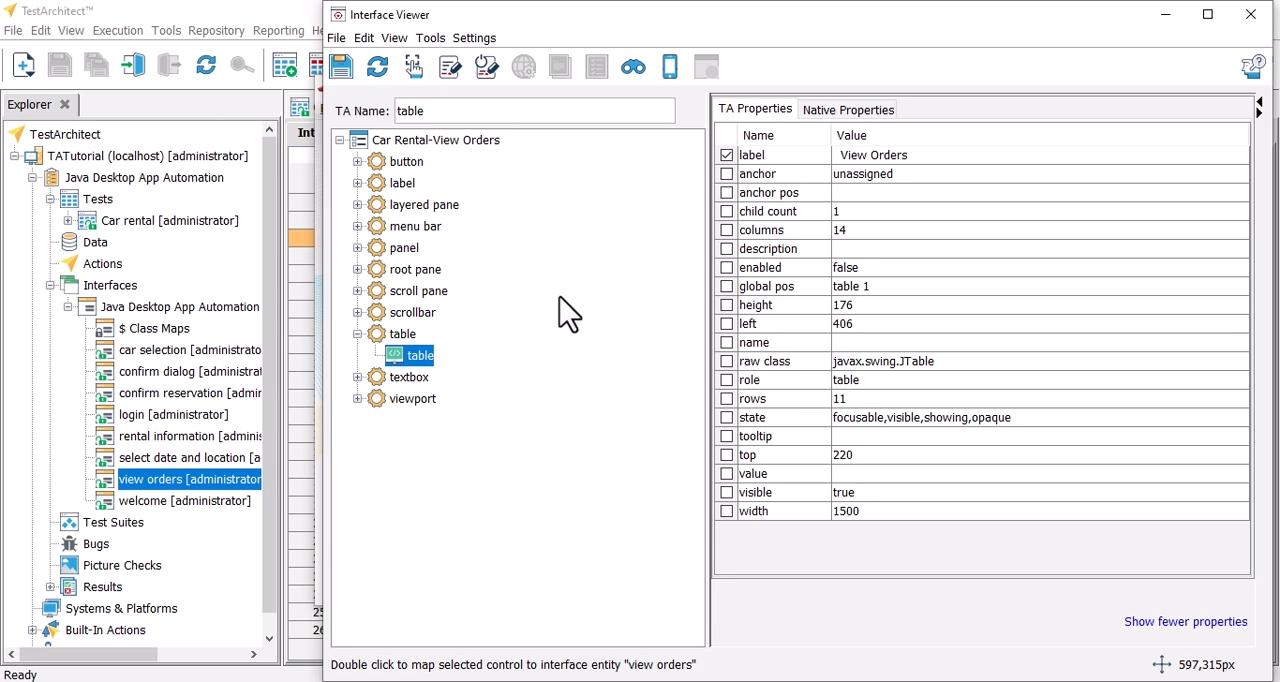 TestArchitect™
File Edit View Execution Tools Repository Reporting
Explorer
TestArchitect
TATutorial (localhost) [administrator]
Java Desktop App Automation
Tests
Car rental [administrator]
Data
Actions
Interfaces
Java Desktop App Automation
$ Class Maps
car selection [administrato
confirm dialog [administra
confirm reservation [admir
login [administrator]
rental information [adminis
select date and location [a
view orders [administrator
welcome [administrator]
Test Suites
Bugs
Picture Checks
Results
Systems & Platforms
Built-In Actions
Ready
Int
25
26
Interface Viewer
File Edit View Tools Settings
TA Name: table
Car Rental-View Orders
button
label
layered pane
menu bar
panel
root pane
scroll pane
scrollbar
table
table
textbox
viewport
TA Properties Native Properties
Name Value
label View Orders
anchor unassigned
anchor pos
child count 1
columns 14
description
enabled false
global pos table 1
height 176
left 406
name
raw class javax.swing.JTable
role table
rows 11
state focusable,visible,showing,opaque
tooltip
top 220
value
visible true
width 1500
Show fewer properties
Double click to map selected control to interface entity "view orders"
597,315px